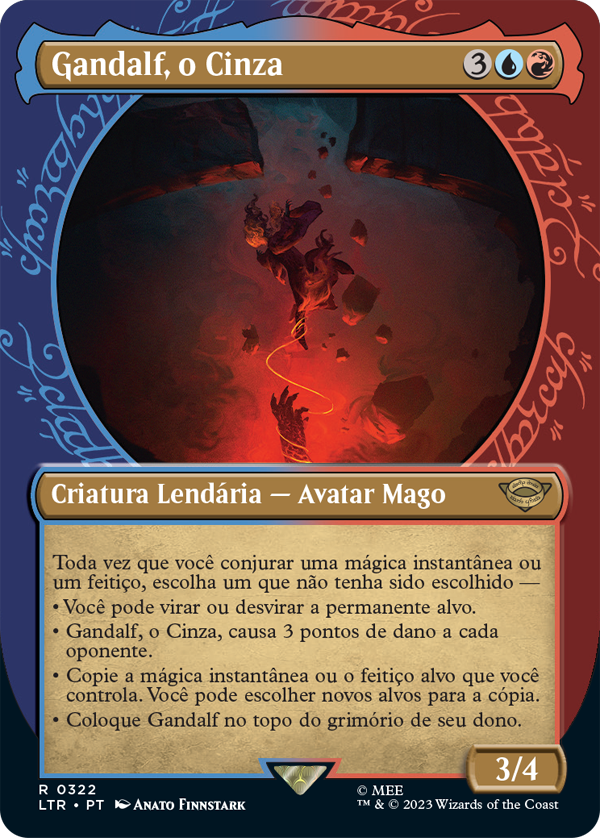 Gandalf, o Cinza
3
Criatura Lendária — Avatar Mago
Toda vez que você conjurar uma mágica instantânea ou
um feitiço, escolha um que não tenha sido escolhido —
• Você pode virar ou desvirar a permanente alvo.
• Gandalf, o Cinza, causa 3 pontos de dano a cada
oponente.
• Copie a mágica instantânea ou o feitiço alvo que você
controla. Você pode escolher novos alvos para a cópia.
• Coloque Gandalf no topo do grimório de seu dono.
3/4
R 0322
LTR • PT Anato Finnstark
© MEE
™ & © 2023 Wizards of the Coast